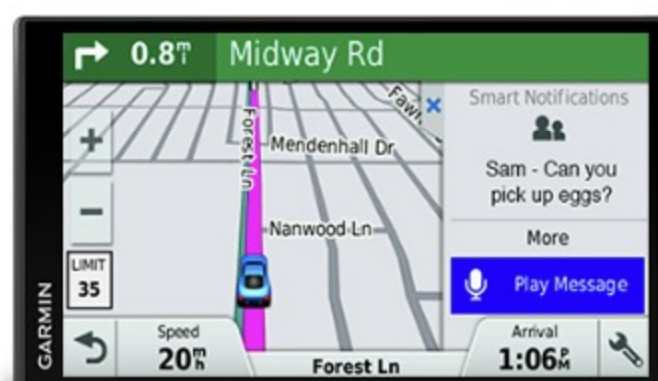 0.8 mi Midway Rd
Forest Ln
Mendenhall Dr
Nanwood Ln
Smart Notifications
Sam - Can you
pick up eggs?
More
Play Message
LIMIT
35
GARMIN
Speed
20 mh
Forest Ln
Arrival
1:06 PM